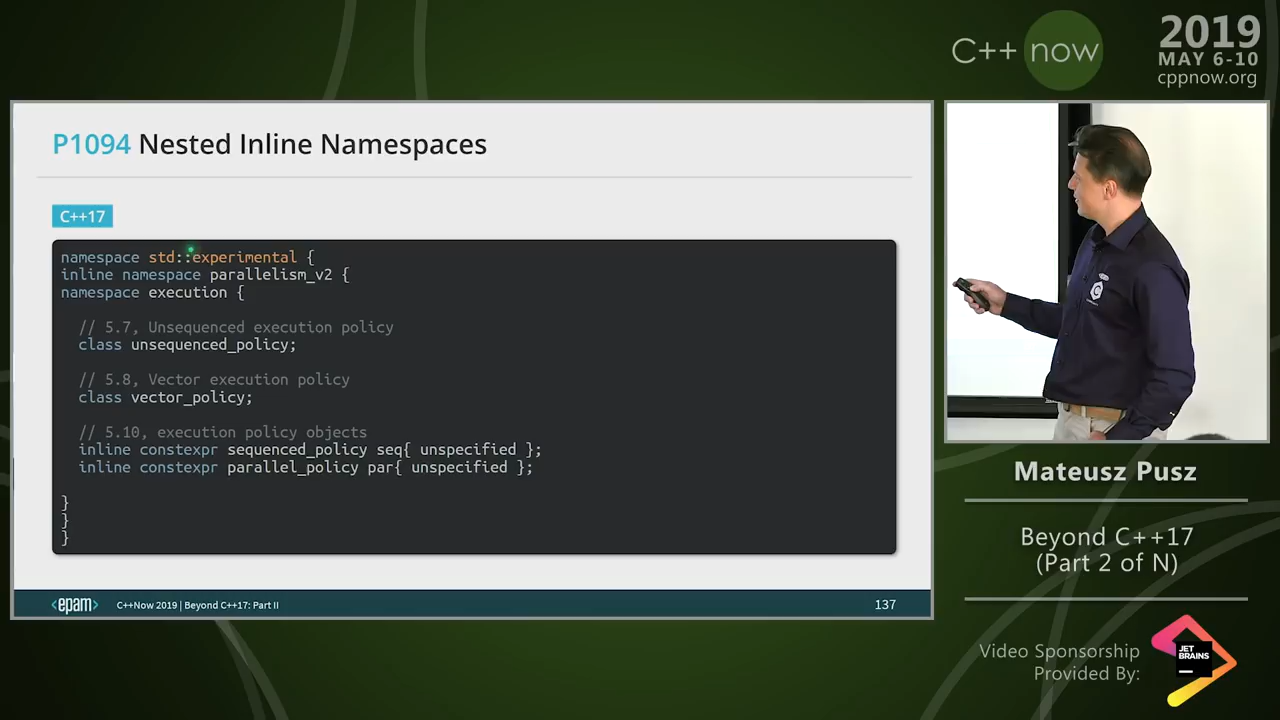 C++ now
2019
MAY 6-10
cppnow.org
P1094 Nested Inline Namespaces
C++17
namespace std::experimental {
inline namespace parallelism_v2 {
namespace execution {
// 5.7, Unsequenced execution policy
class unsequenced_policy;
// 5.8, Vector execution policy
class vector_policy;
// 5.10, execution policy objects
inline constexpr sequenced_policy seq{ unspecified };
inline constexpr parallel_policy par{ unspecified };
}
}
}
<epam>
C++Now 2019 | Beyond C++17: Part II
137
Mateusz Pusz
Beyond C++17
(Part 2 of N)
Video Sponsorship
Provided By:
JET
BRAINS